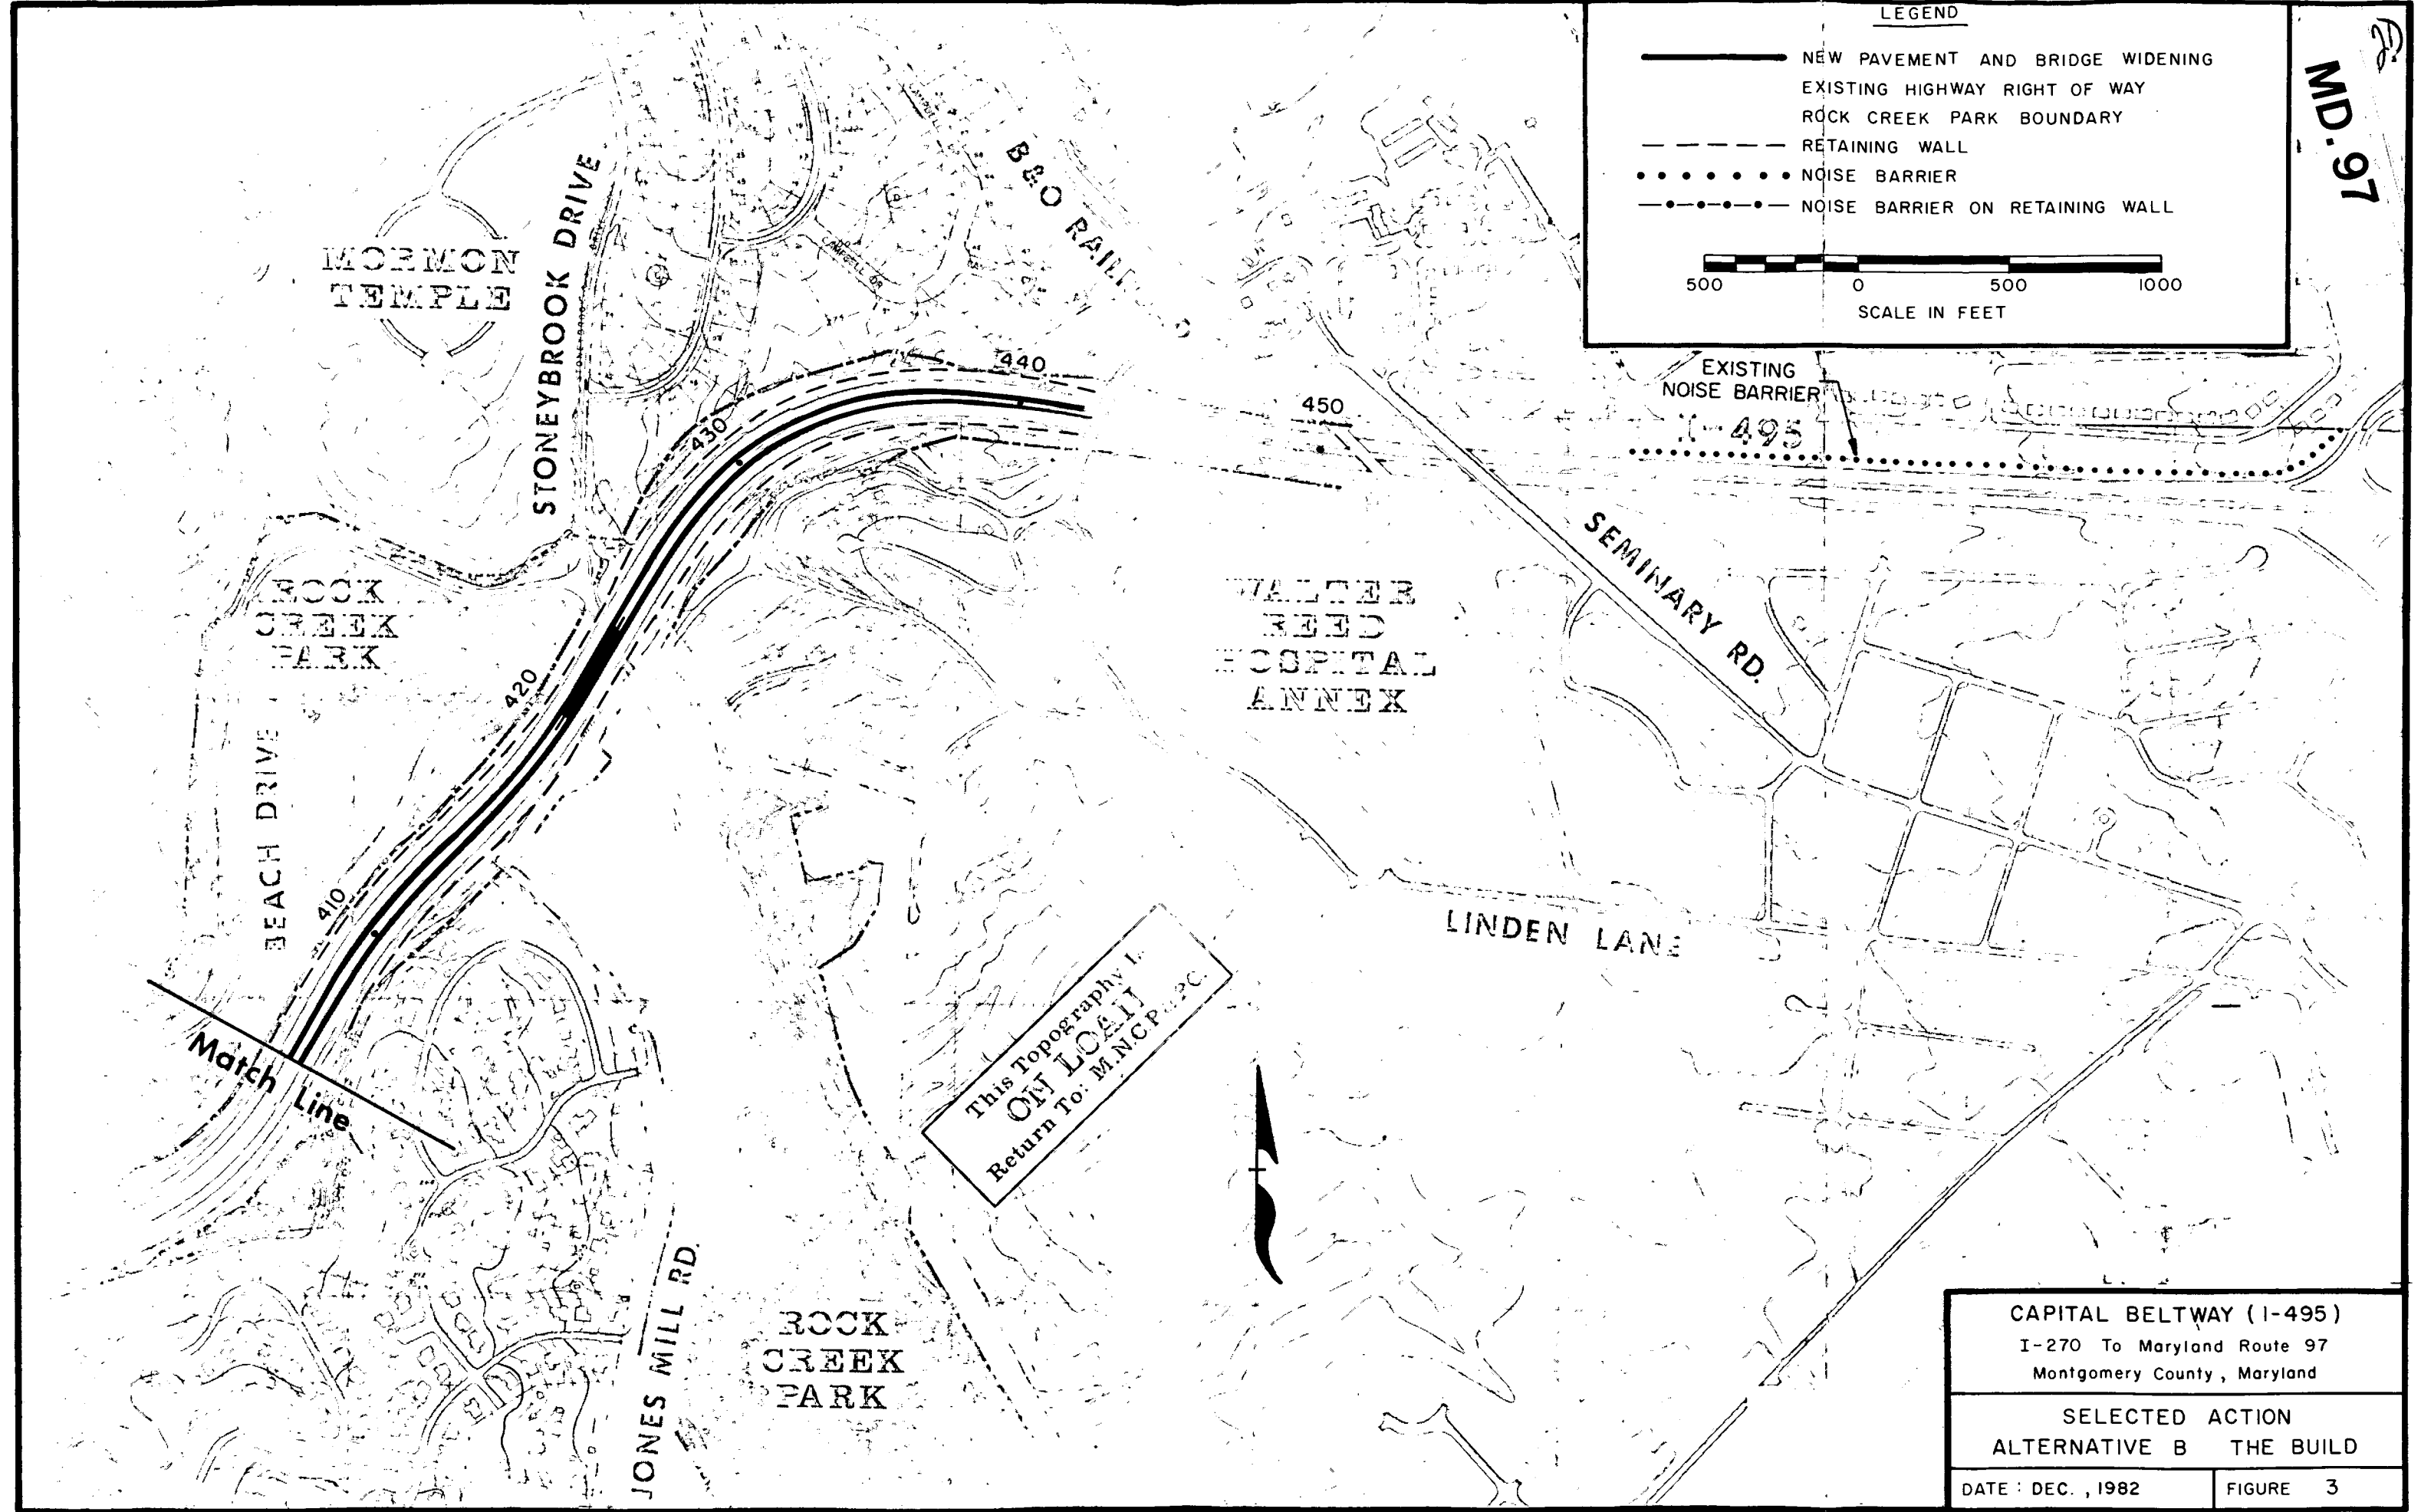 LEGEND
NEW PAVEMENT AND BRIDGE WIDENING
EXISTING HIGHWAY RIGHT OF WAY
ROCK CREEK PARK BOUNDARY
RETAINING WALL
NOISE BARRIER
NOISE BARRIER ON RETAINING WALL
500 0 500 1000
SCALE IN FEET
MD. 97
B&O
MORMON
TEMPLE
STONEYBROOK DRIVE
CAMPBELL DR
440
430
450
EXISTING
NOISE BARRIER
I-495
SEMINARY RD.
ROCK
CREEK
PARK
WALTER
REED
HOSPITAL
ANNEX
420
BEACH DRIVE
410
LINDEN LANE
Match Line
This Topography
ON LOAN
Return To:
JONES MILL RD.
ROCK
CREEK
PARK
CAPITAL BELTWAY (I-495)
I-270 To Maryland Route 97
Montgomery County, Maryland
SELECTED ACTION
ALTERNATIVE B THE BUILD
DATE: DEC., 1982
FIGURE 3